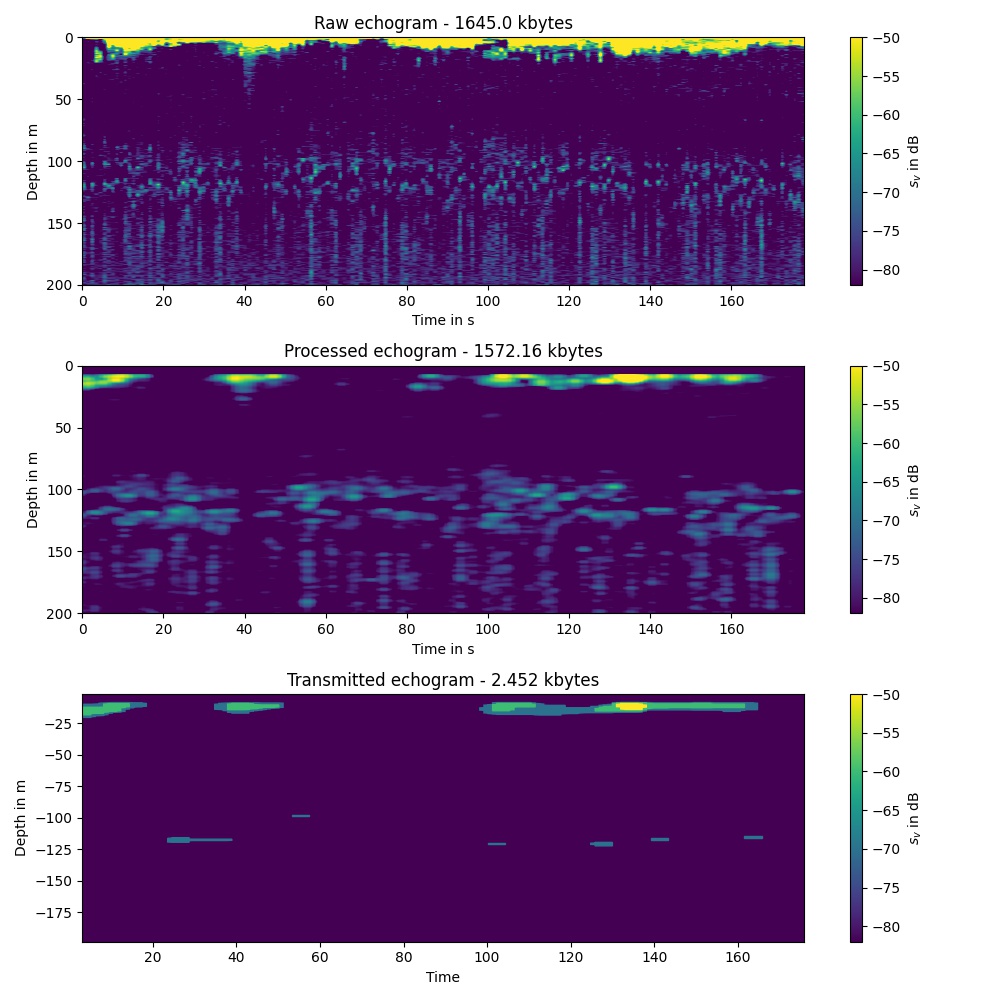 Raw echogram - 1645.0 kbytes
0
50
100
150
200
Depth in m
0 20 40 60 80 100 120 140 160
Time in s
−50
−55
−60
−65
−70
−75
−80
sv in dB
Processed echogram - 1572.16 kbytes
0
50
100
150
200
Depth in m
0 20 40 60 80 100 120 140 160
Time in s
−50
−55
−60
−65
−70
−75
−80
sv in dB
Transmitted echogram - 2.452 kbytes
−25
−50
−75
−100
−125
−150
−175
Depth in m
20 40 60 80 100 120 140 160
Time
−50
−55
−60
−65
−70
−75
−80
sv in dB